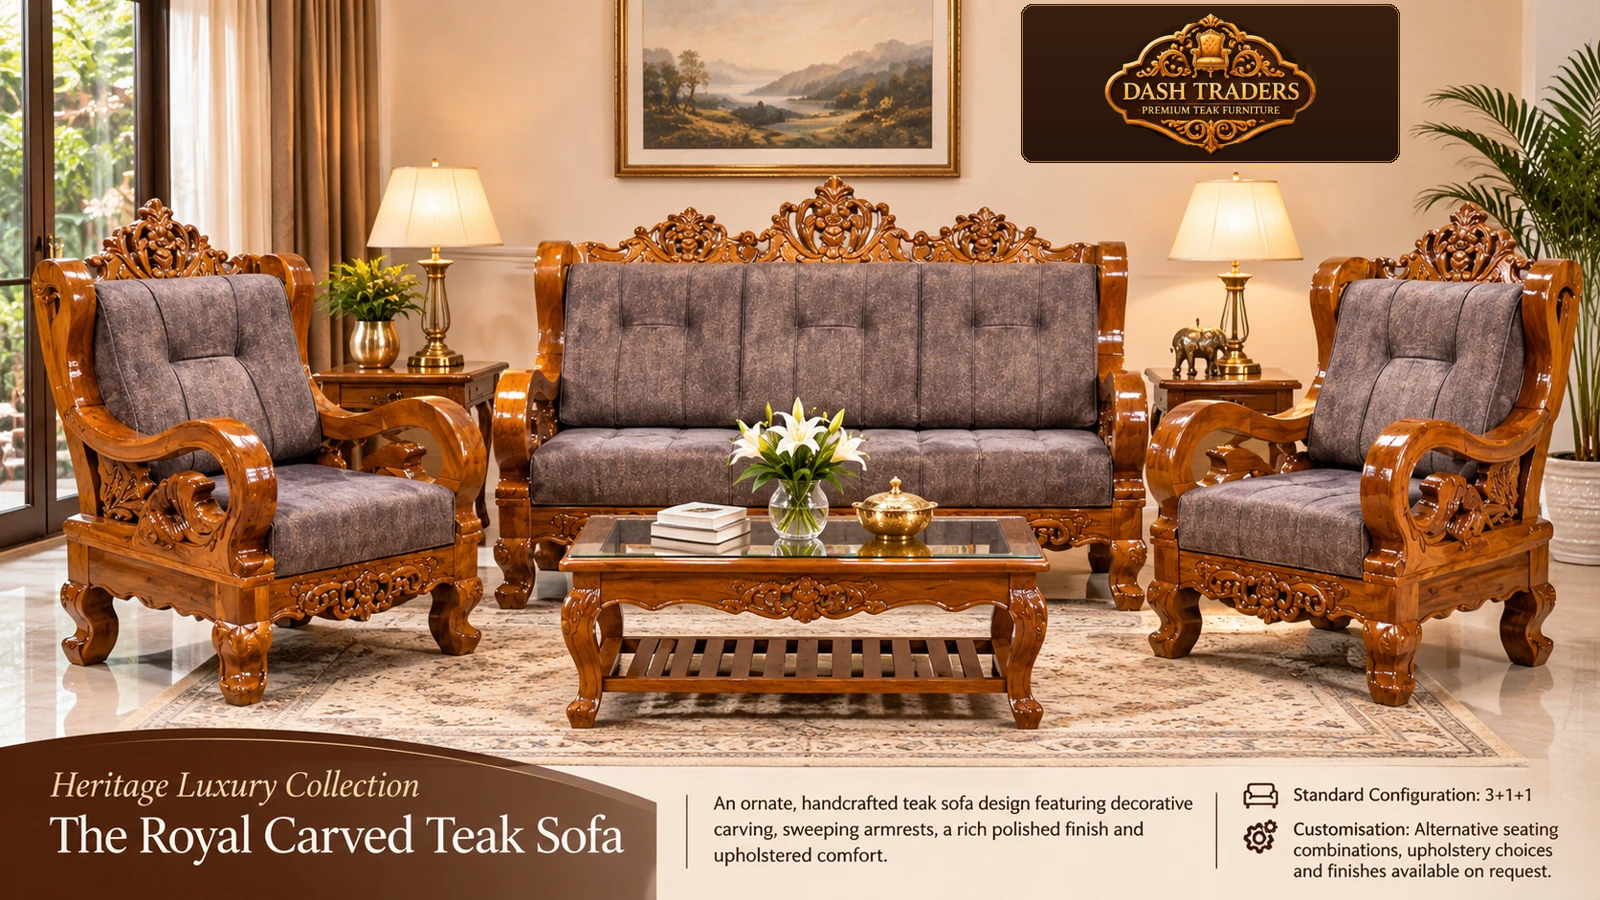 DASH TRADERS
PREMIUM TEAK FURNITURE
Heritage Luxury Collection
The Royal Carved Teak Sofa
An ornate, handcrafted teak sofa design featuring decorative
carving, sweeping armrests, a rich polished finish and
upholstered comfort.
Standard Configuration: 3+1+1
Customisation: Alternative seating
combinations, upholstery choices
and finishes available on request.